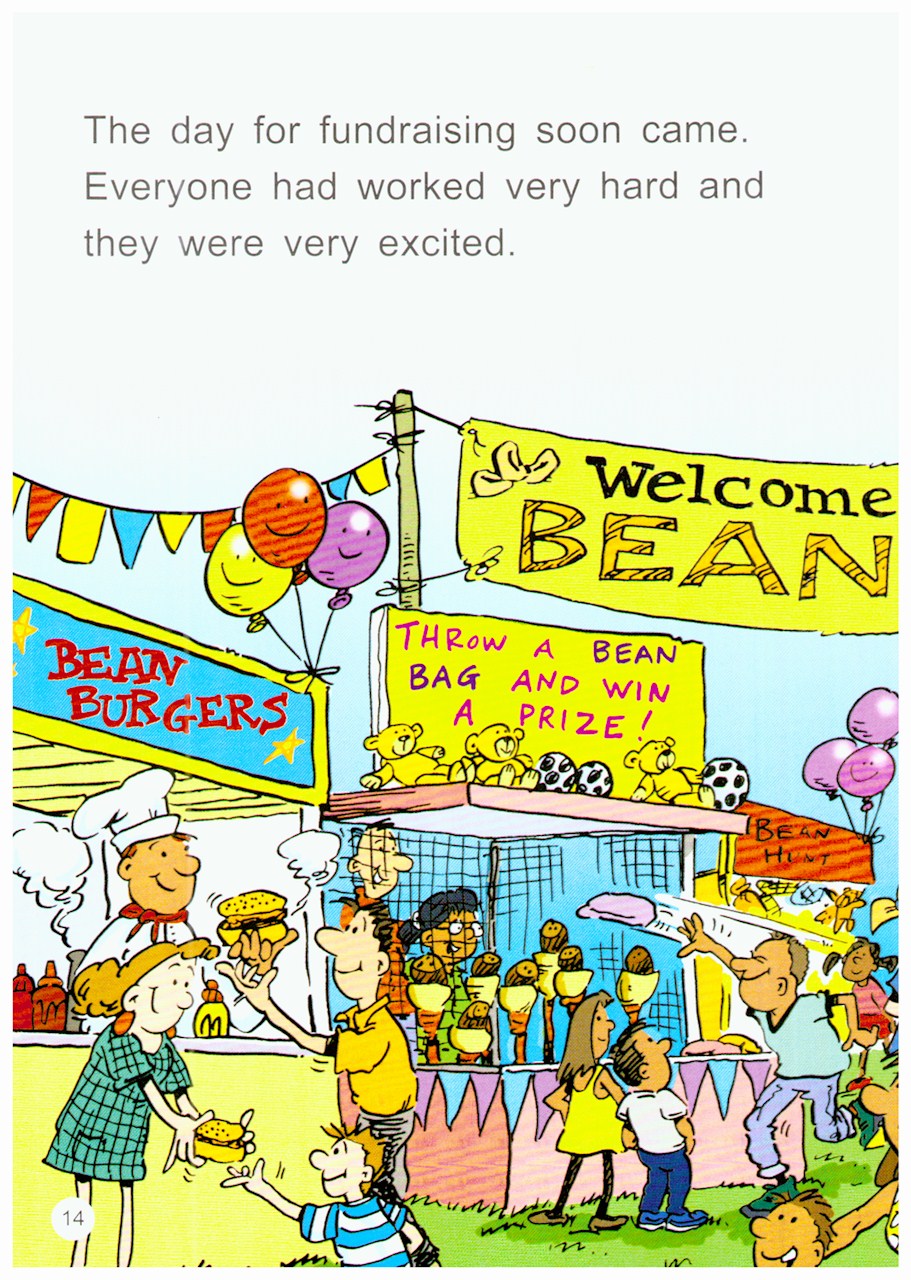 The day for fundraising soon came.
Everyone had worked very hard and
they were very excited.
Welcome
BEAN
THROW A BEAN
BAG AND WIN
A PRIZE!
BEAN
BURGERS
BEAN
HUNT
14